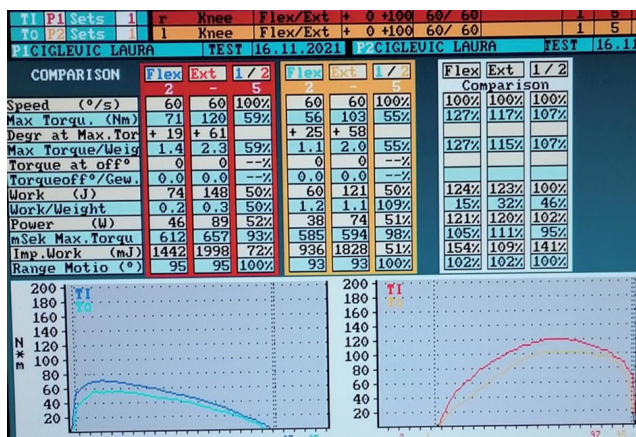 TI P1 Sets 1 r Knee Flex/Ext + 0 +100 60/ 60 1 5
TO P2 Sets 1 l Knee Flex/Ext + 0 +100 60/ 60 1 5
P1 CIGLEVIC LAURA TEST 16.11.2021 P2 CIGLEVIC LAURA TEST 16.11
COMPARISON Flex Ext 1/2 Flex Ext 1/2 Flex Ext 1/2
2 - 5 2 - 5 Comparison
Speed (°/s) 60 60 100% 60 60 100% 100% 100% 100%
Max Torqu. (Nm) 71 120 59% 56 103 55% 127% 117% 107%
Degr at Max.Tor + 19 + 61 + 25 + 58
Max Torque/Weig 1.4 2.3 59% 1.1 2.0 55% 127% 115% 107%
Torque at off° 0 0 --% 0 0 --%
Torqueoff°/Gew. 0.0 0.0 --% 0.0 0.0 --%
Work (J) 74 148 50% 60 121 50% 124% 123% 100%
Work/Weight 0.2 0.3 50% 1.2 1.1 109% 15% 32% 46%
Power (W) 46 89 52% 38 74 51% 121% 120% 102%
mSek Max.Torqu 612 657 93% 585 594 98% 105% 111% 95%
Imp.Work (mJ) 1442 1998 72% 936 1828 51% 154% 109% 141%
Range Motio (°) 95 95 100% 93 93 100% 102% 102% 100%
200 TI 200 TI
180 TO 180 TO
160 160
140 140
N*m 120 120
100 100
80 80
60 60
40 40
20 20